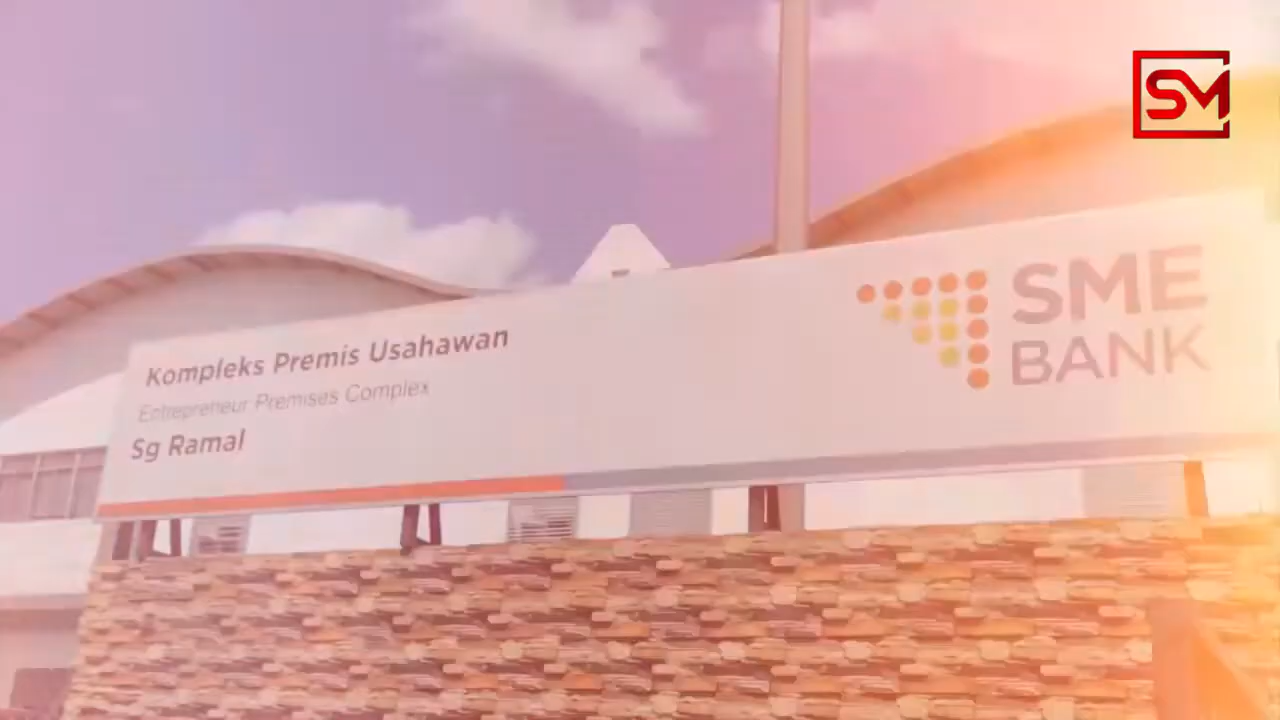 SM
Kompleks Premis Usahawan
Entrepreneur Premises Complex
Sg Ramal
SME
BANK